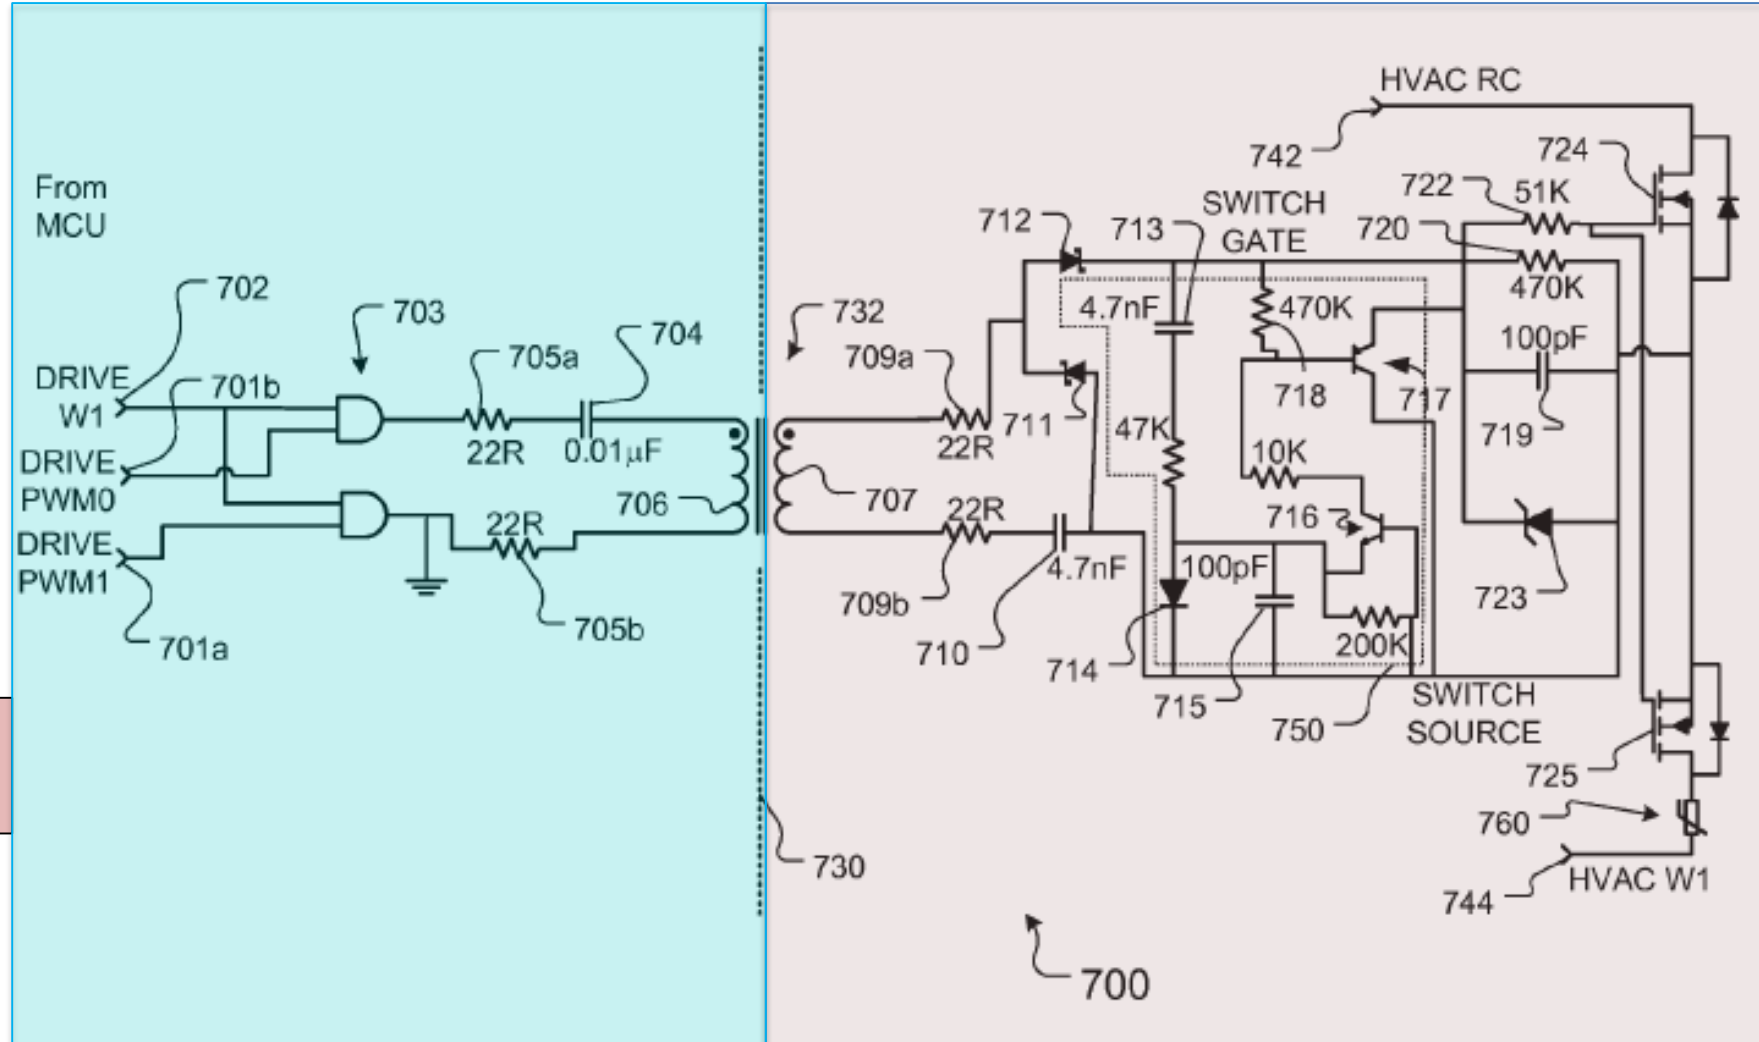 HVAC RC
742
724
From
MCU
722
51K
SWITCH
GATE
712
713
720
470K
702
703
704
732
4.7nF
470K
100pF
DRIVE
W1
701b
705a
709a
22R
0.01µF
22R
711
47K
718
717
719
DRIVE
PWM0
10K
706
707
22R
22R
716
DRIVE
PWM1
4.7nF
100pF
723
709b
705b
701a
710
714
200K
715
750
SWITCH
SOURCE
725
760
730
HVAC W1
744
700